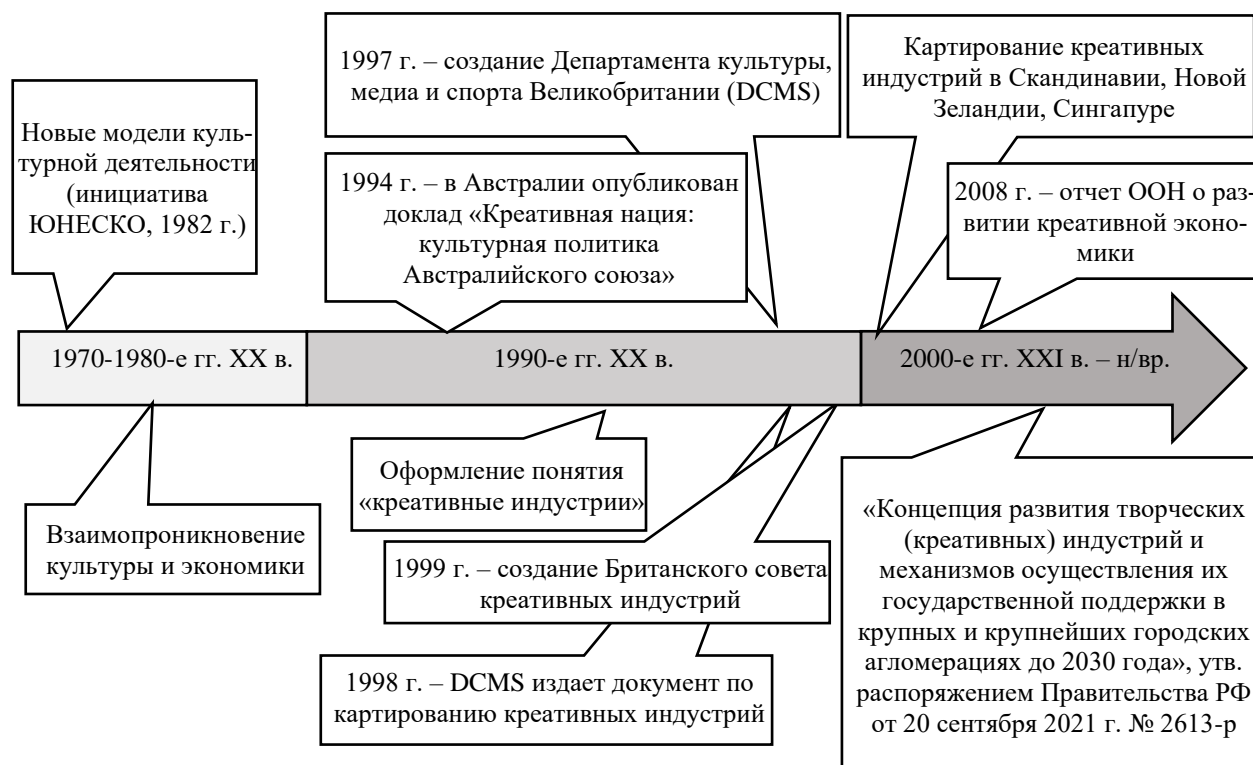 1997 г. – создание Департамента культуры,
медиа и спорта Великобритании (DCMS)
Картирование креативных
индустрий в Скандинавии, Новой
Зеландии, Сингапуре
Новые модели куль-
турной деятельности
(инициатива
ЮНЕСКО, 1982 г.)
1994 г. – в Австралии опубликован
доклад «Креативная нация:
культурная политика
Австралийского союза»
2008 г. – отчет ООН о раз-
витии креативной эконо-
мики
1970-1980-е гг. XX в.
1990-е гг. XX в.
2000-е гг. XXI в. – н/вр.
Взаимопроникновение
культуры и экономики
Оформление понятия
«креативные индустрии»
1999 г. – создание Британского совета
креативных индустрий
1998 г. – DCMS издает документ по
картированию креативных индустрий
«Концепция развития творческих
(креативных) индустрий и
механизмов осуществления их
государственной поддержки в
крупных и крупнейших городских
агломерациях до 2030 года», утв.
распоряжением Правительства РФ
от 20 сентября 2021 г. № 2613-р